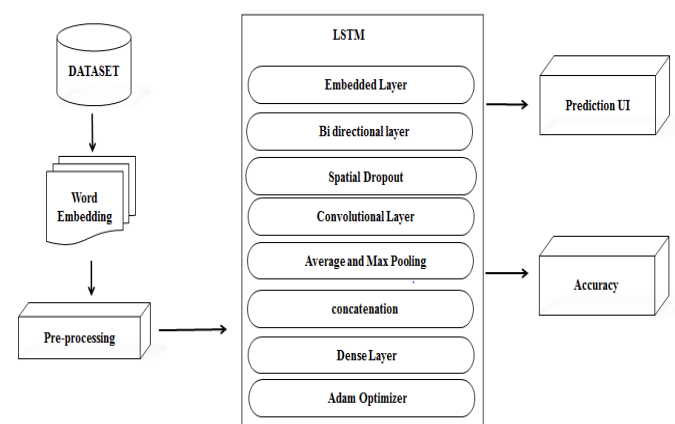 DATASET
Word
Embedding
Pre-processing
LSTM
Embedded Layer
Bi directional layer
Spatial Dropout
Convolutional Layer
Average and Max Pooling
concatenation
Dense Layer
Adam Optimizer
Prediction UI
Accuracy